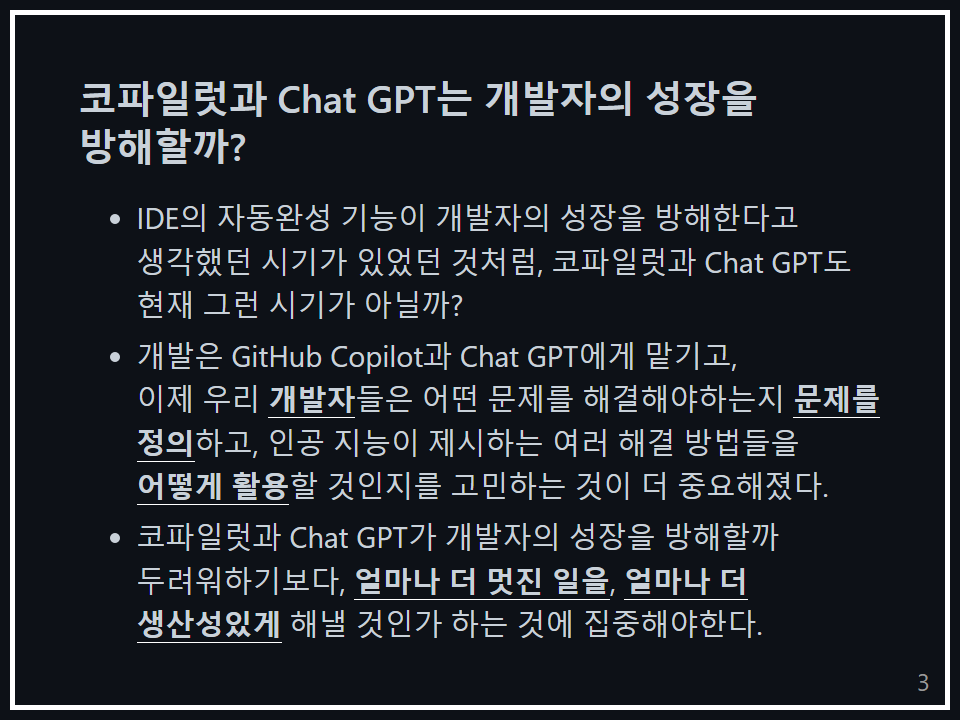 코파일럿과 Chat GPT는 개발자의 성장을
방해할까?
• IDE의 자동완성 기능이 개발자의 성장을 방해한다고
생각했던 시기가 있었던 것처럼, 코파일럿과 Chat GPT도
현재 그런 시기가 아닐까?
• 개발은 GitHub Copilot과 Chat GPT에게 맡기고,
이제 우리 개발자들은 어떤 문제를 해결해야하는지 문제를
정의하고, 인공 지능이 제시하는 여러 해결 방법들을
어떻게 활용할 것인지를 고민하는 것이 더 중요해졌다.
• 코파일럿과 Chat GPT가 개발자의 성장을 방해할까
두려워하기보다, 얼마나 더 멋진 일을, 얼마나 더
생산성있게 해낼 것인가 하는 것에 집중해야한다.
3